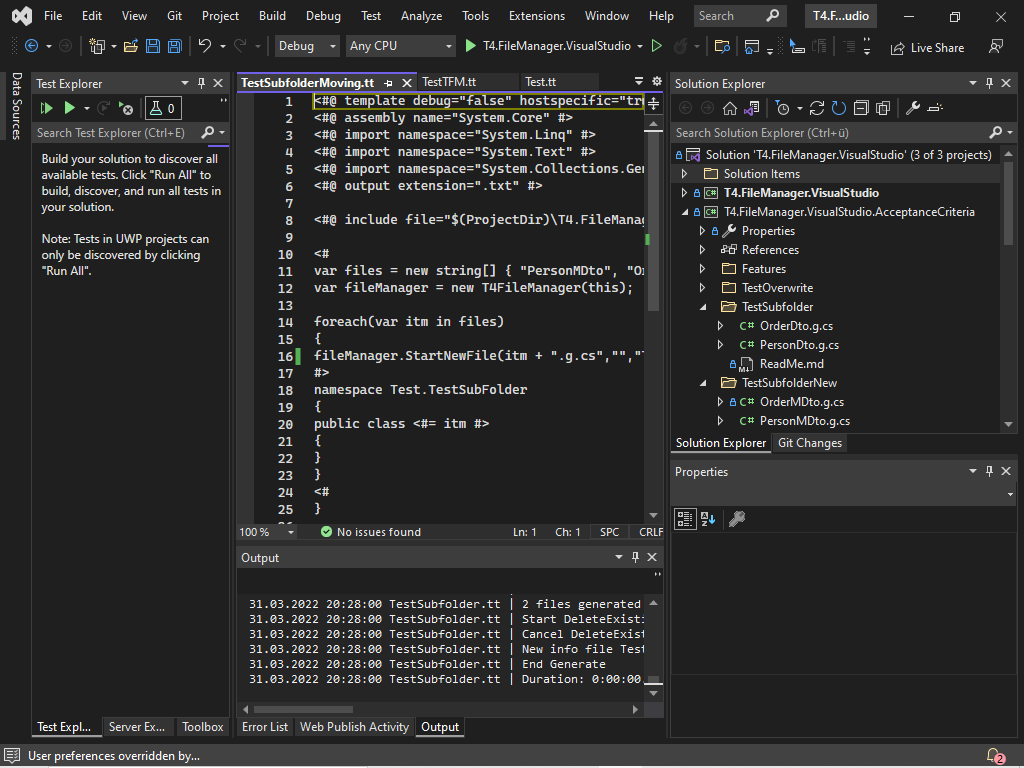 File Edit View Git Project Build Debug Test Analyze Tools Extensions Window Help Search T4.F...udio
Debug Any CPU T4.FileManager.VisualStudio Live Share
Data Sources
Test Explorer
0
Search Test Explorer (Ctrl+E)
Build your solution to discover all
available tests. Click "Run All" to
build, discover, and run all tests in
your solution.
Note: Tests in UWP projects can
only be discovered by clicking
"Run All".
Test Expl... Server Ex... Toolbox
TestSubfolderMoving.tt TestTFM.tt Test.tt
1 <#@ template debug="false" hostspecific="tr
2 <#@ assembly name="System.Core" #>
3 <#@ import namespace="System.Linq" #>
4 <#@ import namespace="System.Text" #>
5 <#@ import namespace="System.Collections.Ge
6 <#@ output extension=".txt" #>
7
8 <#@ include file="$(ProjectDir)\T4.FileMana
9
10 <#
11 var files = new string[] { "PersonMDto", "O
12 var fileManager = new T4FileManager(this);
13
14 foreach(var itm in files)
15 {
16 fileManager.StartNewFile(itm + ".g.cs","","
17 #>
18 namespace Test.TestSubFolder
19 {
20 public class <#= itm #>
21 {
22 }
23 }
24 <#
25 }
100 % No issues found Ln: 1 Ch: 1 SPC CRLF
Output
31.03.2022 20:28:00 TestSubfolder.tt | 2 files generated
31.03.2022 20:28:00 TestSubfolder.tt | Start DeleteExisti
31.03.2022 20:28:00 TestSubfolder.tt | Cancel DeleteExist
31.03.2022 20:28:00 TestSubfolder.tt | New info file Test
31.03.2022 20:28:00 TestSubfolder.tt | End Generate
31.03.2022 20:28:00 TestSubfolder.tt | Duration: 0:00:00.
Error List Web Publish Activity Output
Solution Explorer
Search Solution Explorer (Ctrl+ü)
Solution 'T4.FileManager.VisualStudio' (3 of 3 projects)
Solution Items
C# T4.FileManager.VisualStudio
C# T4.FileManager.VisualStudio.AcceptanceCriteria
Properties
References
Features
TestOverwrite
TestSubfolder
C# OrderDto.g.cs
C# PersonDto.g.cs
ReadMe.md
TestSubfolderNew
C# OrderMDto.g.cs
C# PersonMDto.g.cs
Solution Explorer Git Changes
Properties
User preferences overridden by... 2